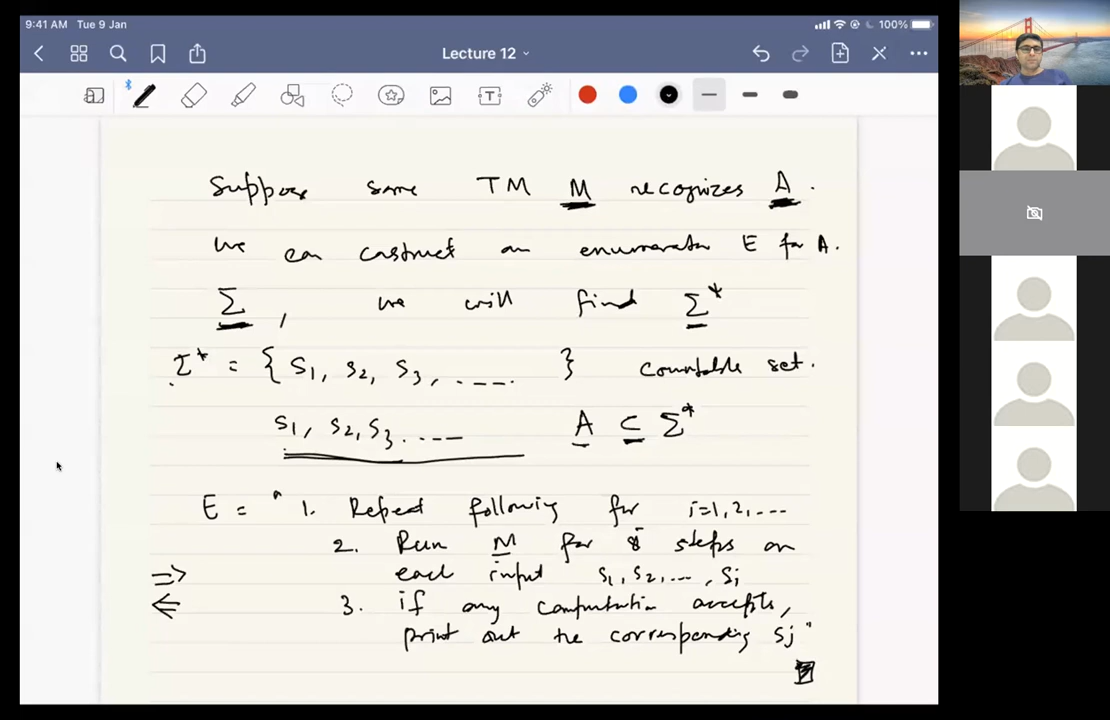 9:41 AM Tue 9 Jan
100%
Lecture 12
Suppose some TM M recognizes A.
We can construct an enumerator E for A.
Σ, we will find Σ*
Σ* = { s1, s2, s3, ..... } countable set.
s1, s2, s3..... A ⊆ Σ*
E = " 1. Repeat following for i=1,2,...
2. Run M for i steps on
each input s1, s2, ..., si
⇒
⇐ 3. if any computation accepts,
print out the corresponding sj"